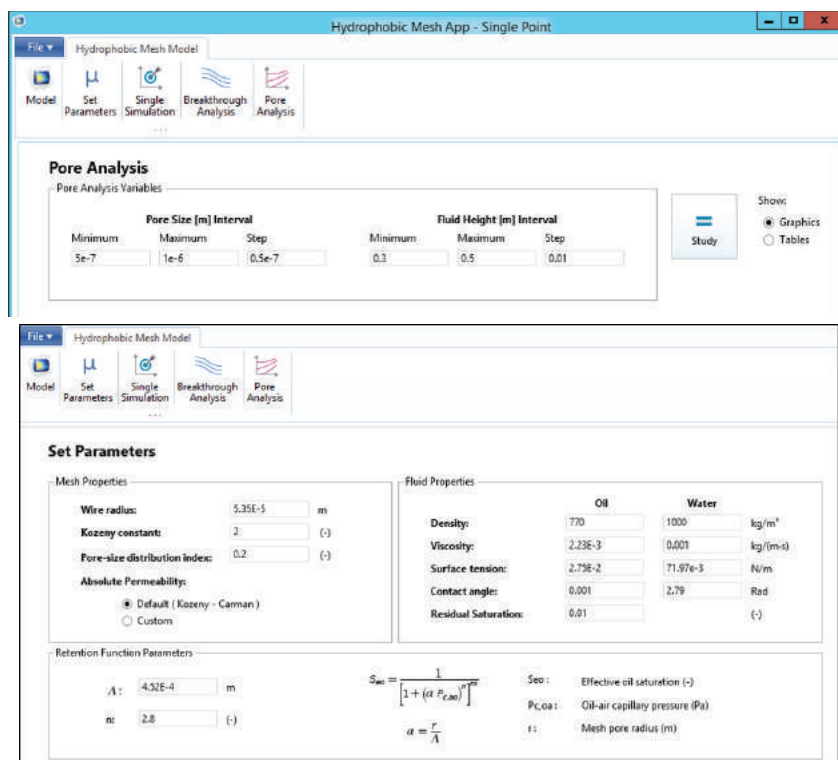 Hydrophobic Mesh App - Single Point
File Hydrophobic Mesh Model
Model Set Parameters Single Simulation Breakthrough Analysis Pore Analysis
...
Pore Analysis
Pore Analysis Variables
Pore Size [m] Interval Fluid Height [m] Interval
Minimum Maximum Step Minimum Maximum Step
5e-7 1e-6 0.5e-7 0.3 0.5 0.01
Study
Show:
Graphics
Tables
File Hydrophobic Mesh Model
Model Set Parameters Single Simulation Breakthrough Analysis Pore Analysis
...
Set Parameters
Mesh Properties
Wire radius: 5.35E-5 m
Kozeny constant: 2 (-)
Pore-size distribution index: 0.2 (-)
Absolute Permeability:
Default ( Kozeny - Carman )
Custom
Fluid Properties
Oil Water
Density: 770 1000 kg/m³
Viscosity: 2.23E-3 0.001 kg/(m·s)
Surface tension: 2.75E-2 71.97e-3 N/m
Contact angle: 0.001 2.79 Rad
Residual Saturation: 0.01 (-)
Retention Function Parameters
Λ: 4.52E-4 m
n: 2.8 (-)
S_eo = 1 / [1 + (α P_c,ao)^n]^m
α = r / Λ
Seo : Effective oil saturation (-)
Pc,oa : Oil-air capillary pressure (Pa)
r : Mesh pore radius (m)